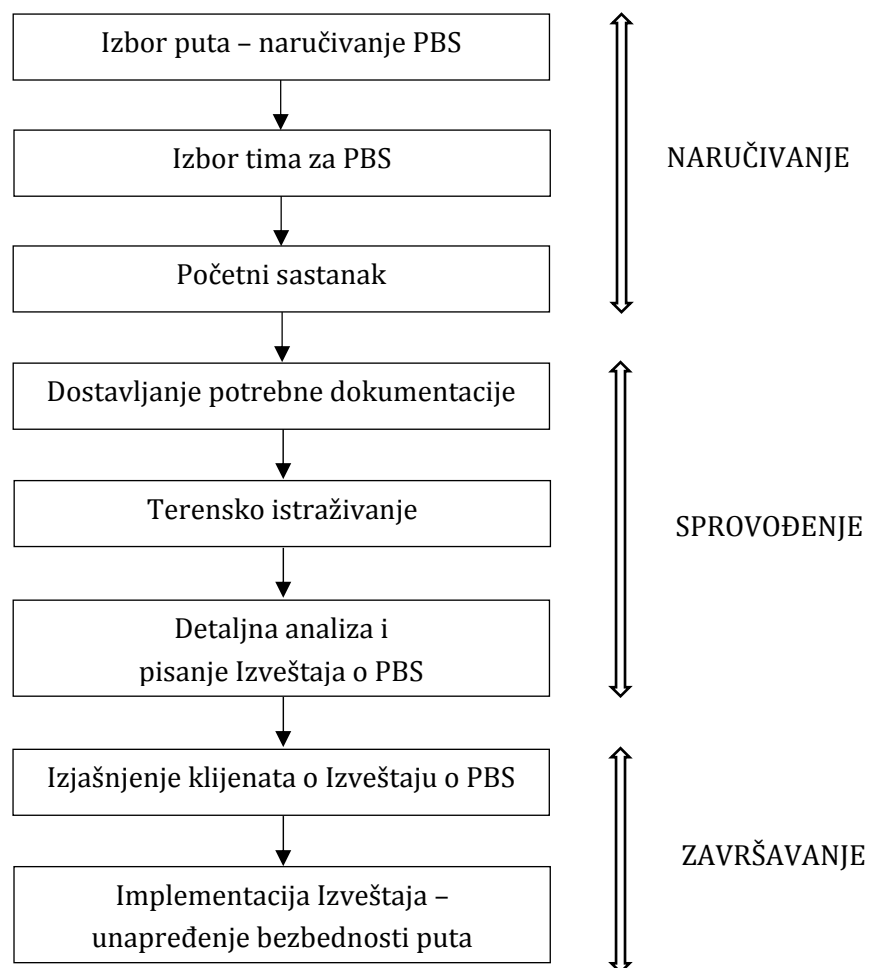 Izbor puta – naručivanje PBS
Izbor tima za PBS
Početni sastanak
NARUČIVANJE
Dostavljanje potrebne dokumentacije
Terensko istraživanje
Detaljna analiza i
pisanje Izveštaja o PBS
SPROVOĐENJE
Izjašnjenje klijenata o Izveštaju o PBS
Implementacija Izveštaja –
unapređenje bezbednosti puta
ZAVRŠAVANJE